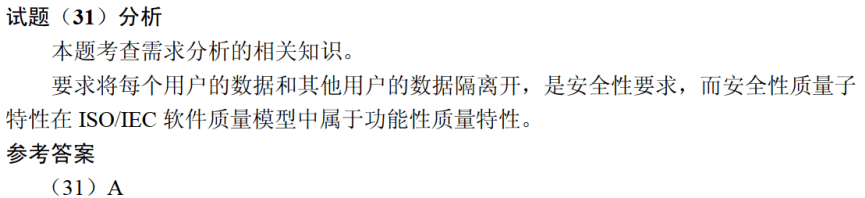 试题（31）分析
本题考查需求分析的相关知识。
要求将每个用户的数据和其他用户的数据隔离开，是安全性要求，而安全性质量子
特性在 ISO/IEC 软件质量模型中属于功能性质量特性。
参考答案
（31）A